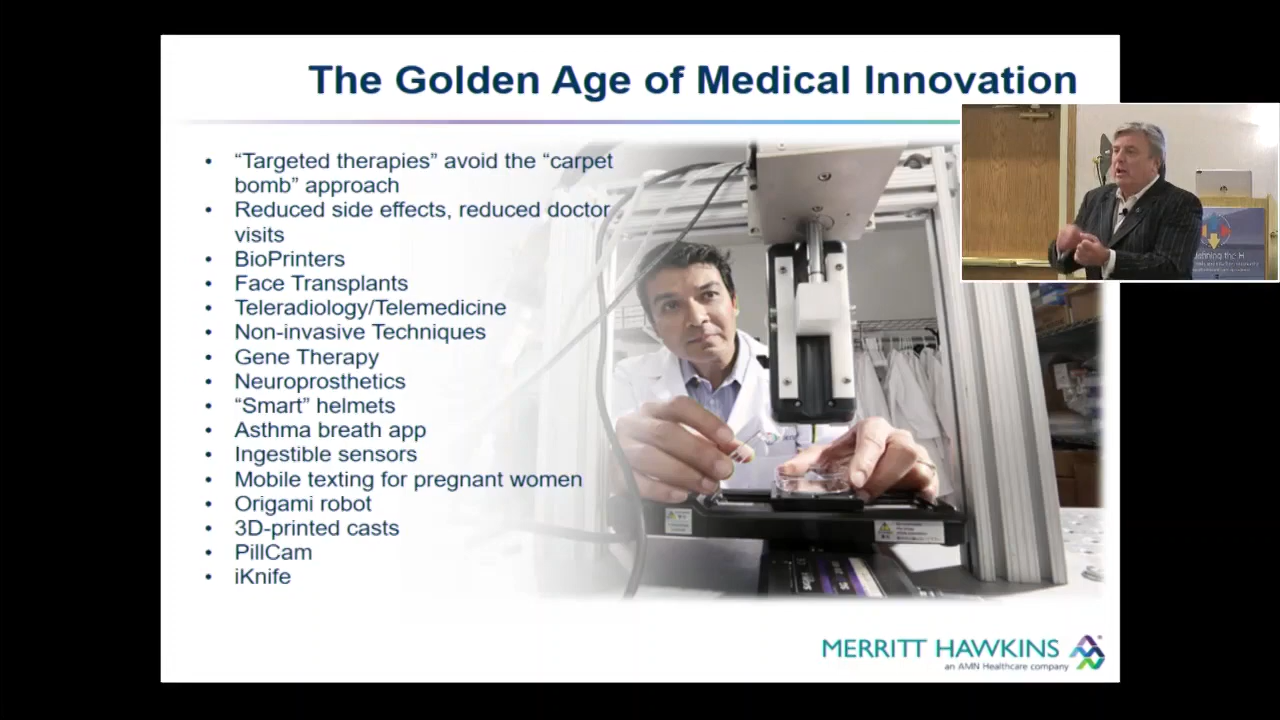 The Golden Age of Medical Innovation
• “Targeted therapies” avoid the “carpet
bomb” approach
• Reduced side effects, reduced doctor
visits
• BioPrinters
• Face Transplants
• Teleradiology/Telemedicine
• Non-invasive Techniques
• Gene Therapy
• Neuroprosthetics
• “Smart” helmets
• Asthma breath app
• Ingestible sensors
• Mobile texting for pregnant women
• Origami robot
• 3D-printed casts
• PillCam
• iKnife
MERRITT HAWKINS
an AMN Healthcare company